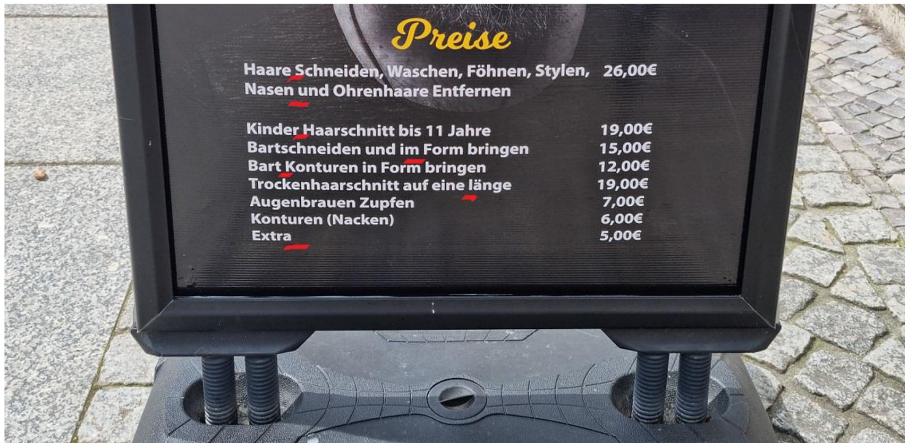 Preise
Haare Schneiden, Waschen, Föhnen, Stylen, 26,00€
Nasen und Ohrenhaare Entfernen
Kinder Haarschnitt bis 11 Jahre 19,00€
Bartschneiden und im Form bringen 15,00€
Bart Konturen in Form bringen 12,00€
Trockenhaarschnitt auf eine länge 19,00€
Augenbrauen Zupfen 7,00€
Konturen (Nacken) 6,00€
Extra 5,00€